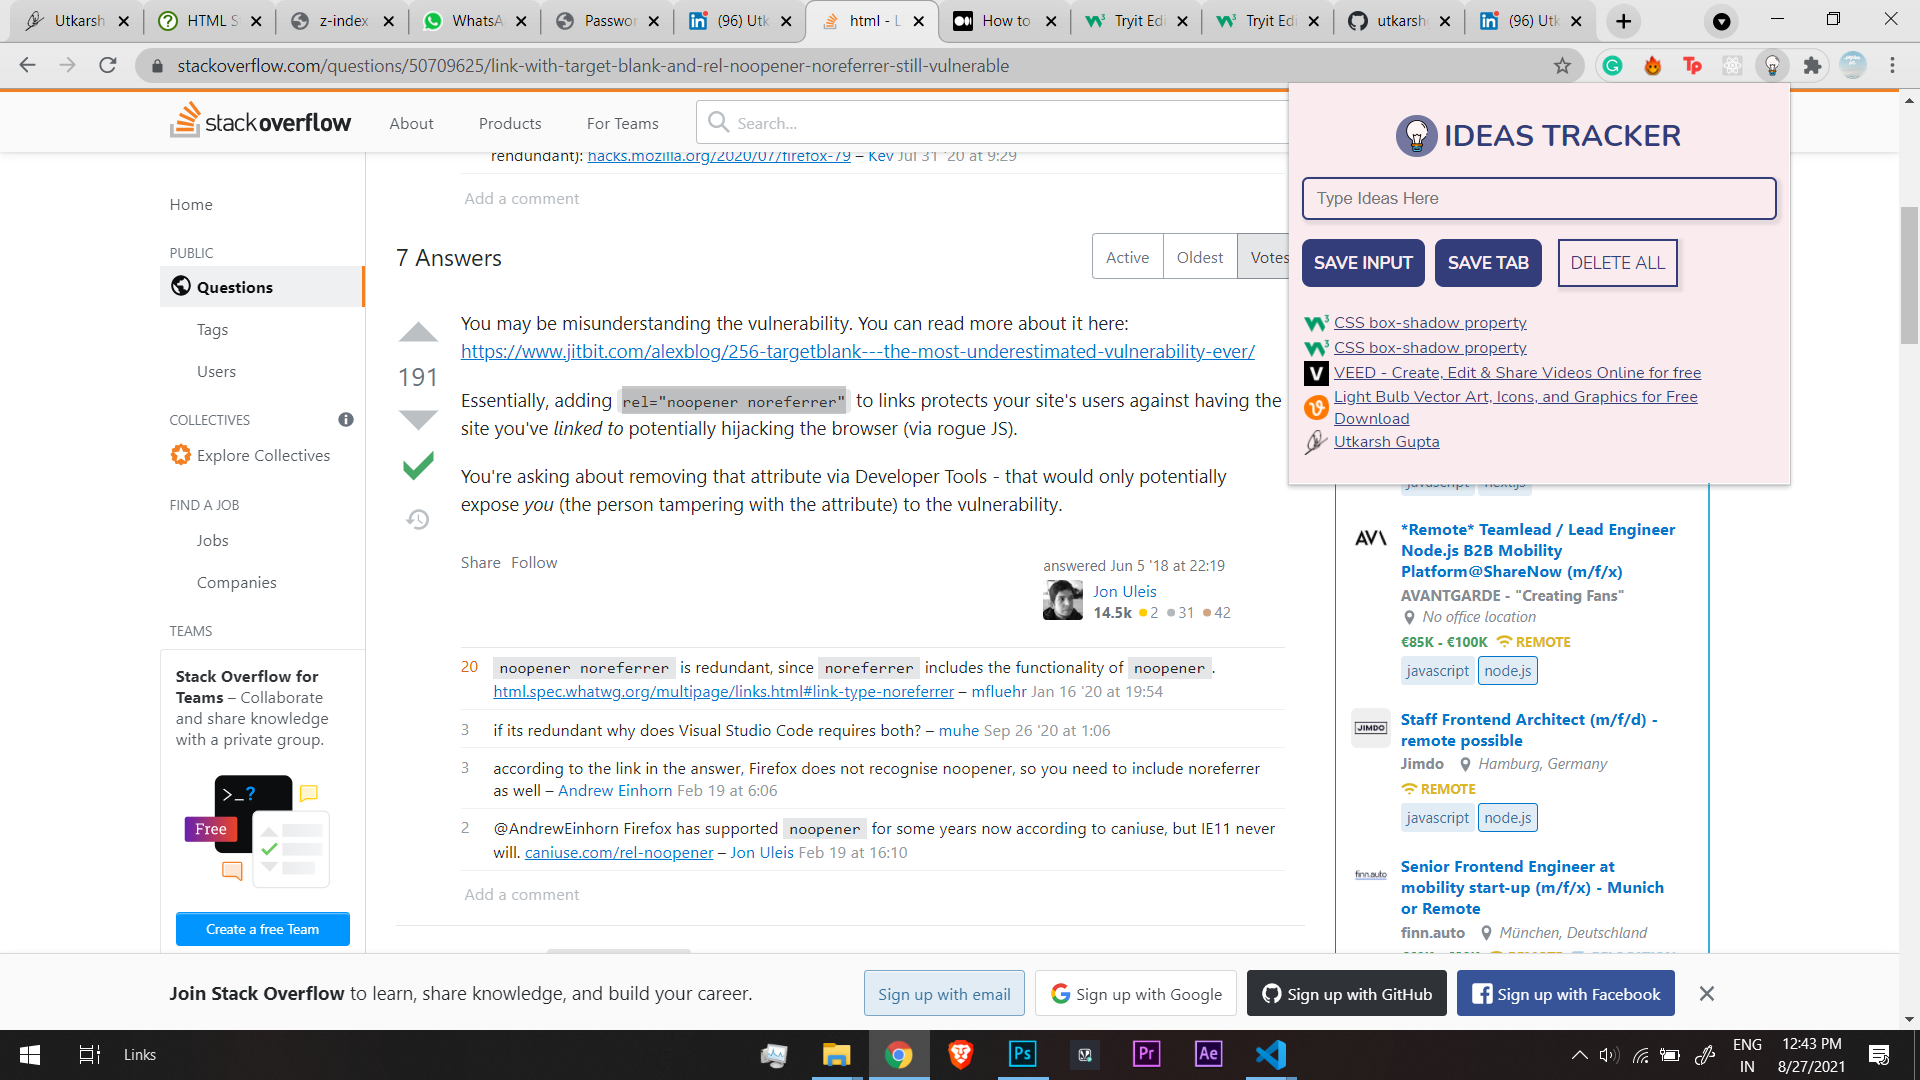 Utkarsh
HTML S
z-index
WhatsA
Passwor
(96) Utk
html - L
How to
Tryit Edi
Tryit Edi
utkarsh
(96) Utk
stackoverflow.com/questions/50709625/link-with-target-blank-and-rel-noopener-noreferrer-still-vulnerable
stackoverflow
About
Products
For Teams
Search...
rendundant): hacks.mozilla.org/2020/07/firefox-79 – Kev Jul 31 '20 at 9:29
Add a comment
Home
PUBLIC
Questions
Tags
Users
COLLECTIVES
Explore Collectives
FIND A JOB
Jobs
Companies
TEAMS
Stack Overflow for
Teams – Collaborate
and share knowledge
with a private group.
>_?
Free
Create a free Team
7 Answers
Active
Oldest
Votes
191
You may be misunderstanding the vulnerability. You can read more about it here:
https://www.jitbit.com/alexblog/256-targetblank---the-most-underestimated-vulnerability-ever/
Essentially, adding rel="noopener noreferrer" to links protects your site's users against having the
site you've linked to potentially hijacking the browser (via rogue JS).
You're asking about removing that attribute via Developer Tools - that would only potentially
expose you (the person tampering with the attribute) to the vulnerability.
Share Follow
answered Jun 5 '18 at 22:19
Jon Uleis
14.5k 2 31 42
20 noopener noreferrer is redundant, since noreferrer includes the functionality of noopener .
html.spec.whatwg.org/multipage/links.html#link-type-noreferrer – mfluehr Jan 16 '20 at 19:54
3 if its redundant why does Visual Studio Code requires both? – muhe Sep 26 '20 at 1:06
3 according to the link in the answer, Firefox does not recognise noopener, so you need to include noreferrer
as well – Andrew Einhorn Feb 19 at 6:06
2 @AndrewEinhorn Firefox has supported noopener for some years now according to caniuse, but IE11 never
will. caniuse.com/rel-noopener – Jon Uleis Feb 19 at 16:10
Add a comment
IDEAS TRACKER
Type Ideas Here
SAVE INPUT
SAVE TAB
DELETE ALL
CSS box-shadow property
CSS box-shadow property
VEED - Create, Edit & Share Videos Online for free
Light Bulb Vector Art, Icons, and Graphics for Free
Download
Utkarsh Gupta
javascript nextjs
*Remote* Teamlead / Lead Engineer
Node.js B2B Mobility
Platform@ShareNow (m/f/x)
AVANTGARDE - "Creating Fans"
No office location
€85K - €100K REMOTE
javascript node.js
JIMDO
Staff Frontend Architect (m/f/d) -
remote possible
Jimdo Hamburg, Germany
REMOTE
javascript node.js
finn.auto
Senior Frontend Engineer at
mobility start-up (m/f/x) - Munich
or Remote
finn.auto München, Deutschland
Join Stack Overflow to learn, share knowledge, and build your career.
Sign up with email
Sign up with Google
Sign up with GitHub
Sign up with Facebook
Links
Ps
Pr
Ae
ENG
IN
12:43 PM
8/27/2021